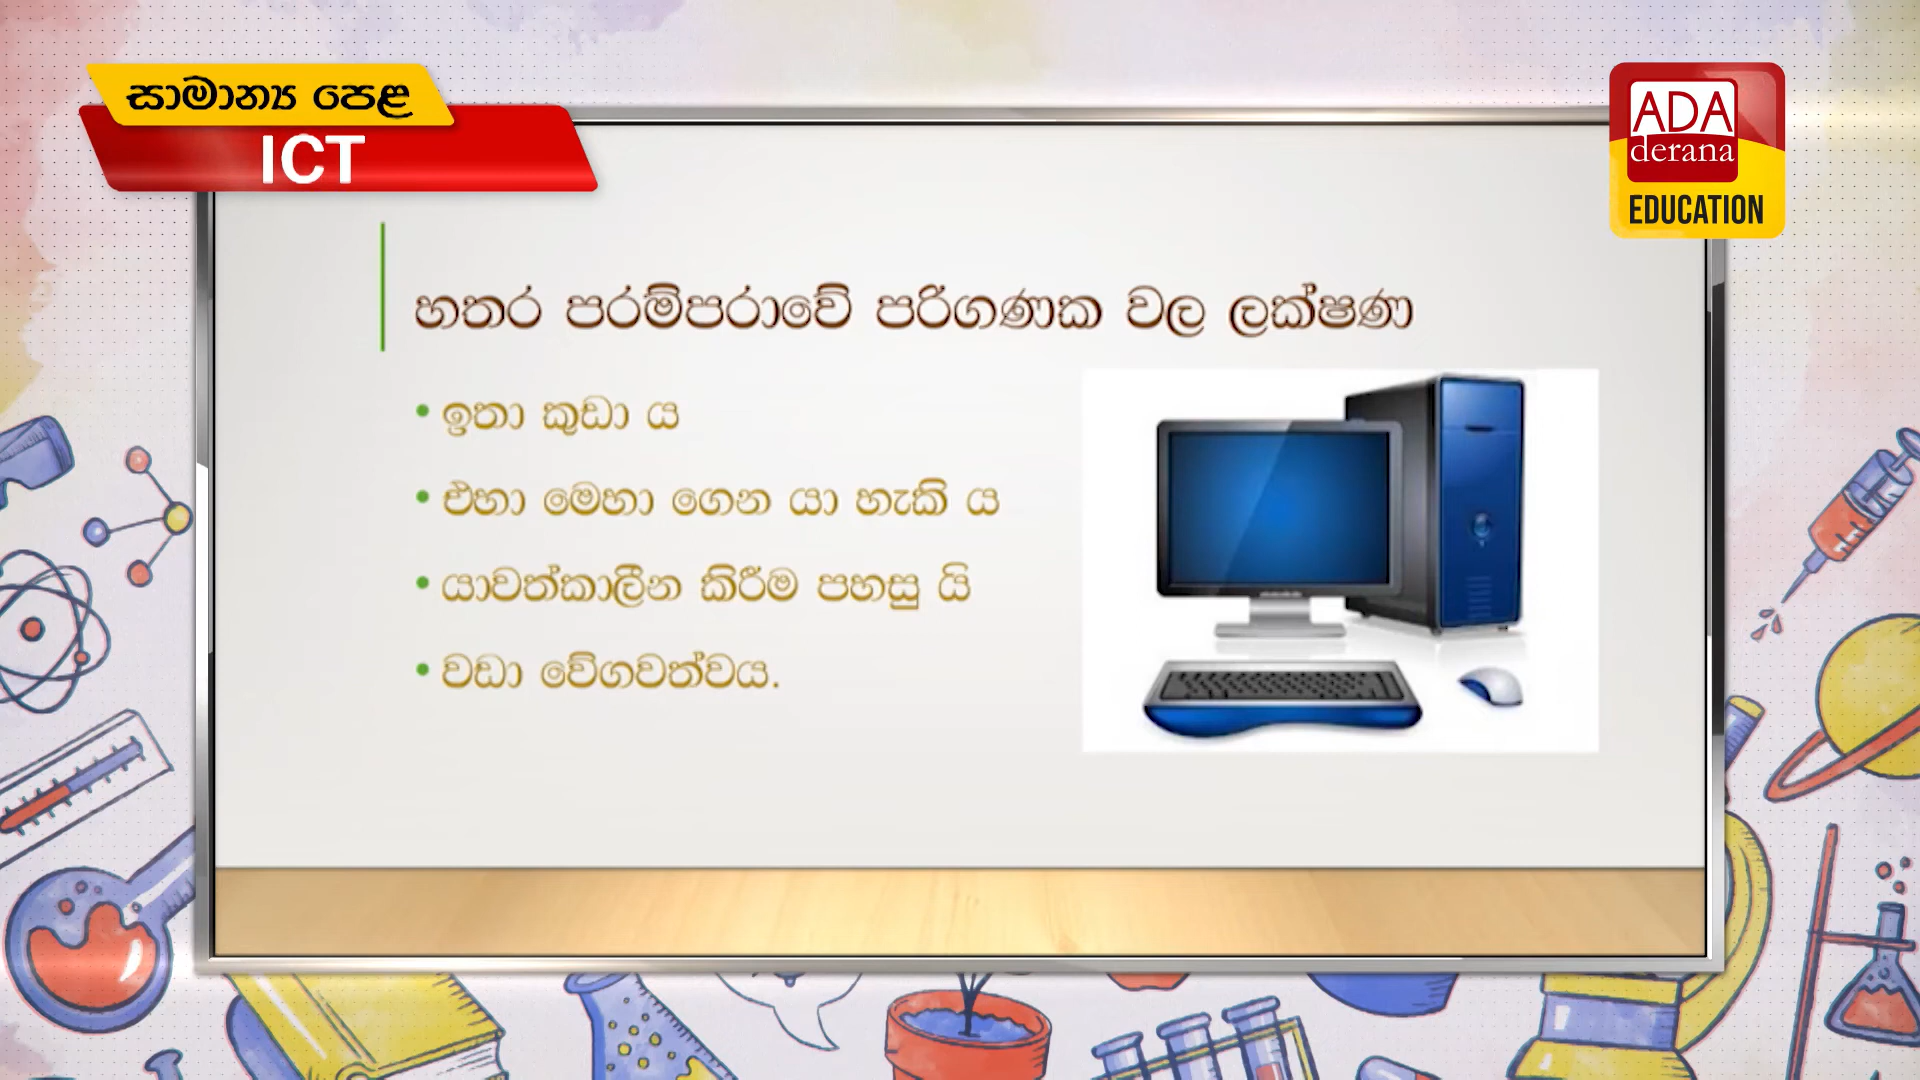 සාමාන්‍ය පෙළ
ICT
ADA
derana
EDUCATION
හතර පරම්පරාවේ පරිගණක වල ලක්ෂණ
• ඉතා කුඩා ය
• එහා මෙහා ගෙන යා හැකි ය
• යාවත්කාලීන කිරීම පහසු යි
• වඩා වේගවත්වය.